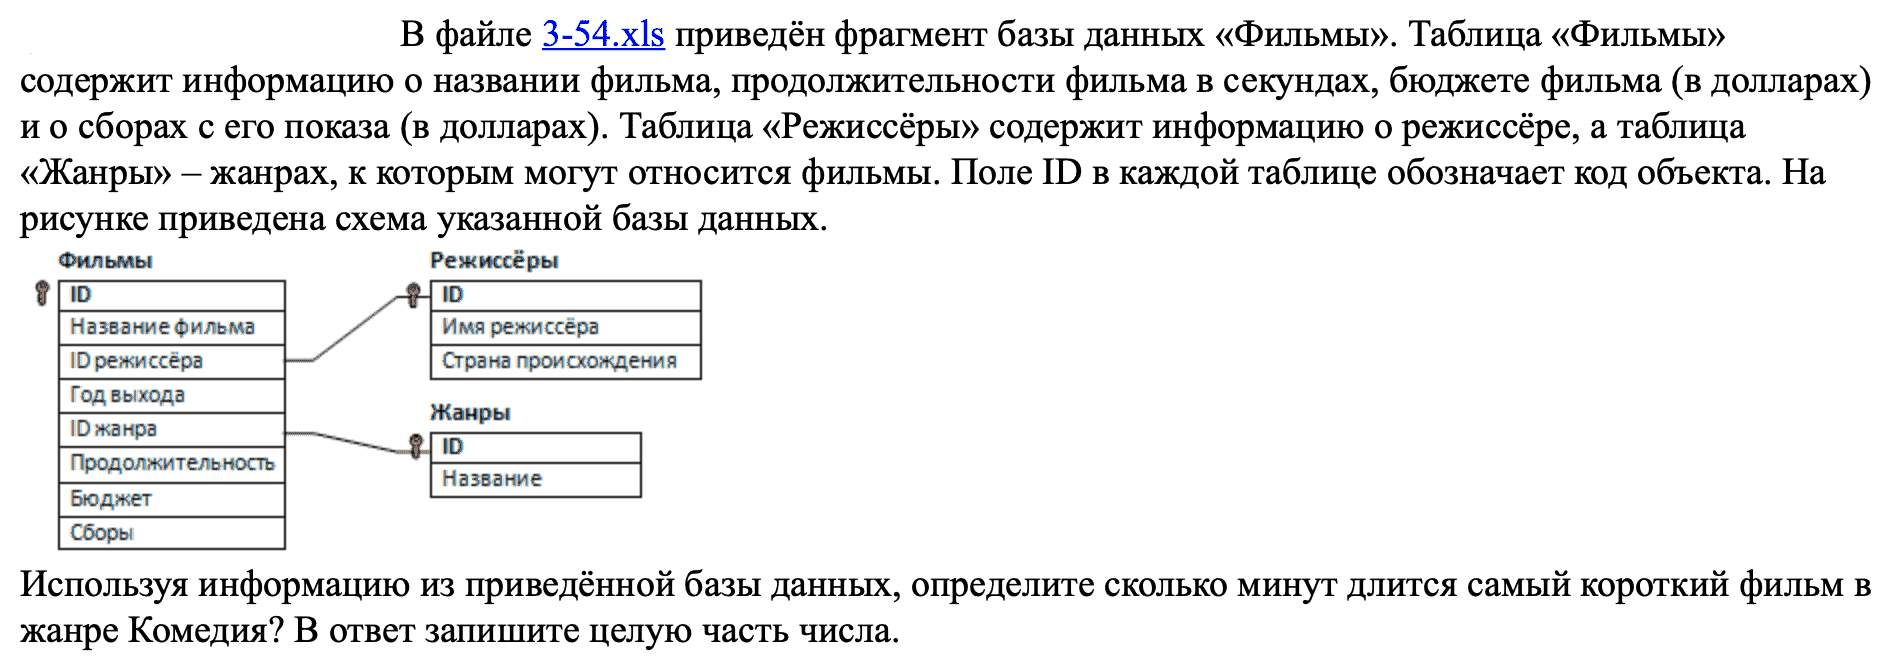 В файле 3-54.xls приведён фрагмент базы данных «Фильмы». Таблица «Фильмы»
содержит информацию о названии фильма, продолжительности фильма в секундах, бюджете фильма (в долларах)
и о сборах с его показа (в долларах). Таблица «Режиссёры» содержит информацию о режиссёре, а таблица
«Жанры» – жанрах, к которым могут относится фильмы. Поле ID в каждой таблице обозначает код объекта. На
рисунке приведена схема указанной базы данных.
Фильмы
ID
Название фильма
ID режиссёра
Год выхода
ID жанра
Продолжительность
Бюджет
Сборы
Режиссёры
ID
Имя режиссёра
Страна происхождения
Жанры
ID
Название
Используя информацию из приведённой базы данных, определите сколько минут длится самый короткий фильм в
жанре Комедия? В ответ запишите целую часть числа.